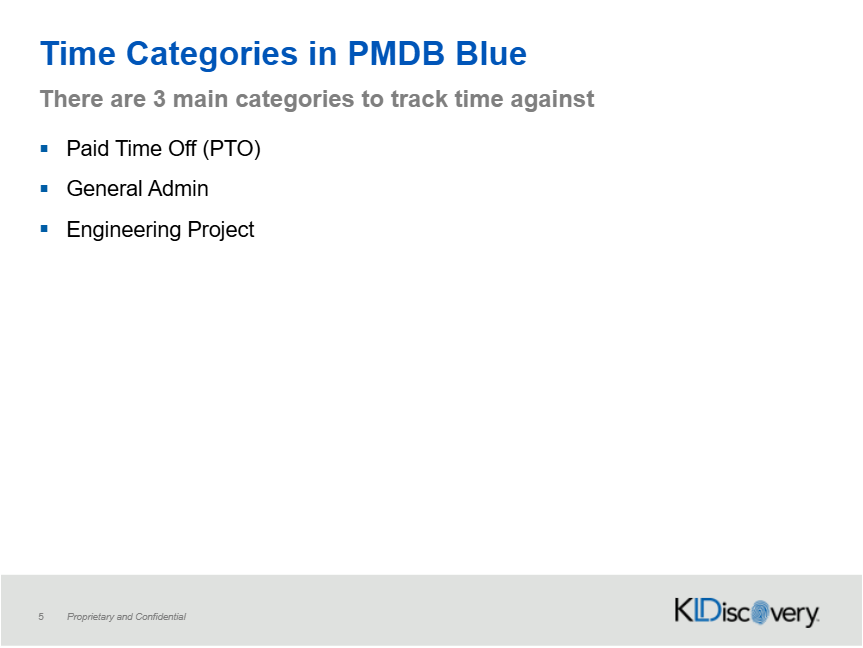 Time Categories in PMDB Blue
There are 3 main categories to track time against
Paid Time Off (PTO)
General Admin
Engineering Project
5 Proprietary and Confidential
KLDiscovery